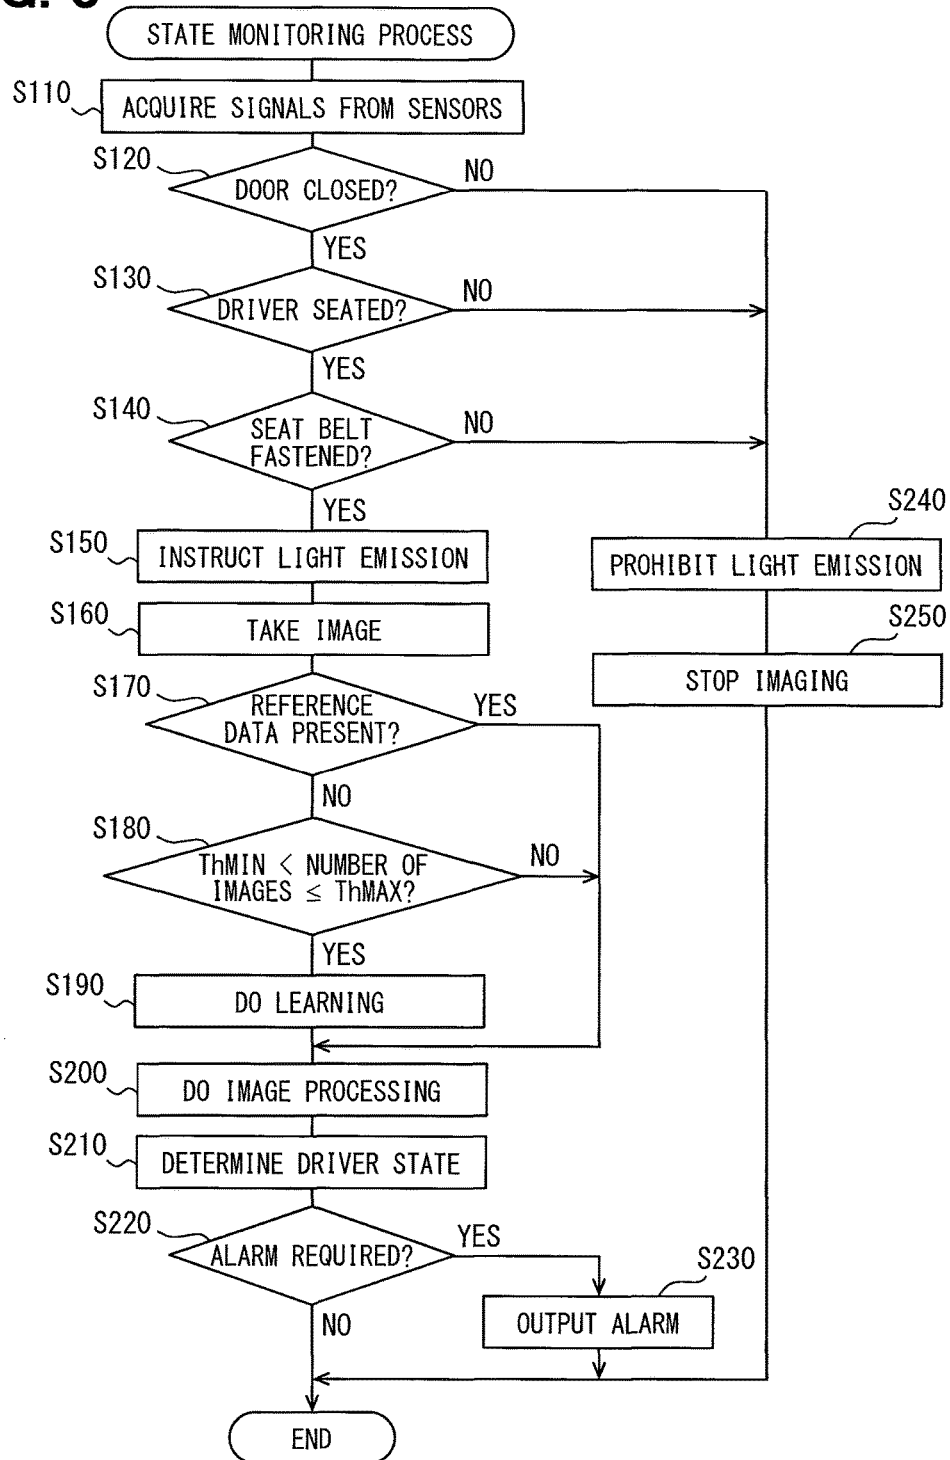 STATE MONITORING PROCESS
S110
ACQUIRE SIGNALS FROM SENSORS
S120
DOOR CLOSED?
NO
YES
S130
DRIVER SEATED?
NO
YES
S140
SEAT BELT
FASTENED?
NO
YES
S150
INSTRUCT LIGHT EMISSION
S240
PROHIBIT LIGHT EMISSION
S160
TAKE IMAGE
S250
STOP IMAGING
S170
REFERENCE
DATA PRESENT?
YES
NO
S180
ThMIN < NUMBER OF
IMAGES ≤ ThMAX?
NO
YES
S190
DO LEARNING
S200
DO IMAGE PROCESSING
S210
DETERMINE DRIVER STATE
S220
ALARM REQUIRED?
YES
S230
OUTPUT ALARM
NO
END